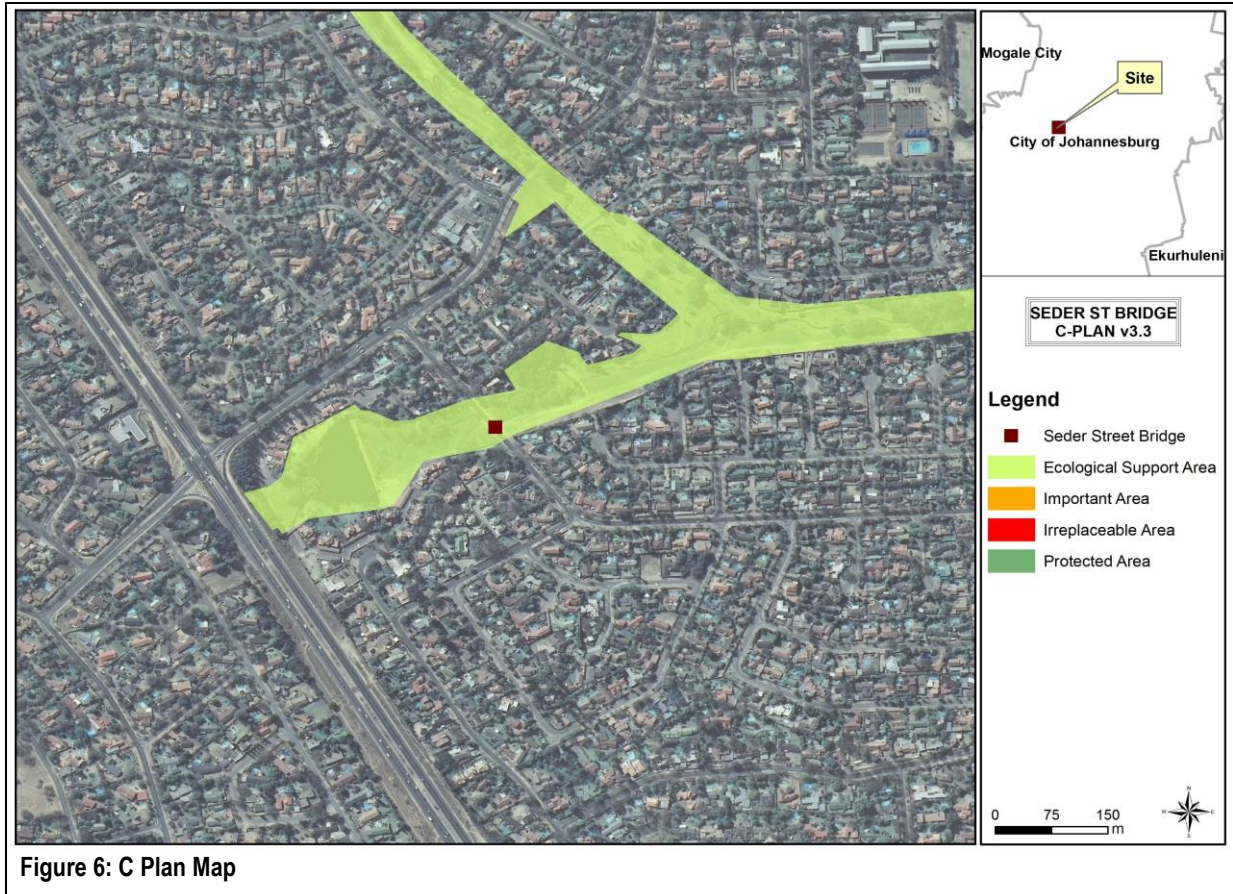 Mogale City
Site
City of Johannesburg
Ekurhuleni
SEDER ST BRIDGE
C-PLAN v3.3
Legend
Seder Street Bridge
Ecological Support Area
Important Area
Irreplaceable Area
Protected Area
0 75 150
m
N
W E
S
Figure 6: C Plan Map